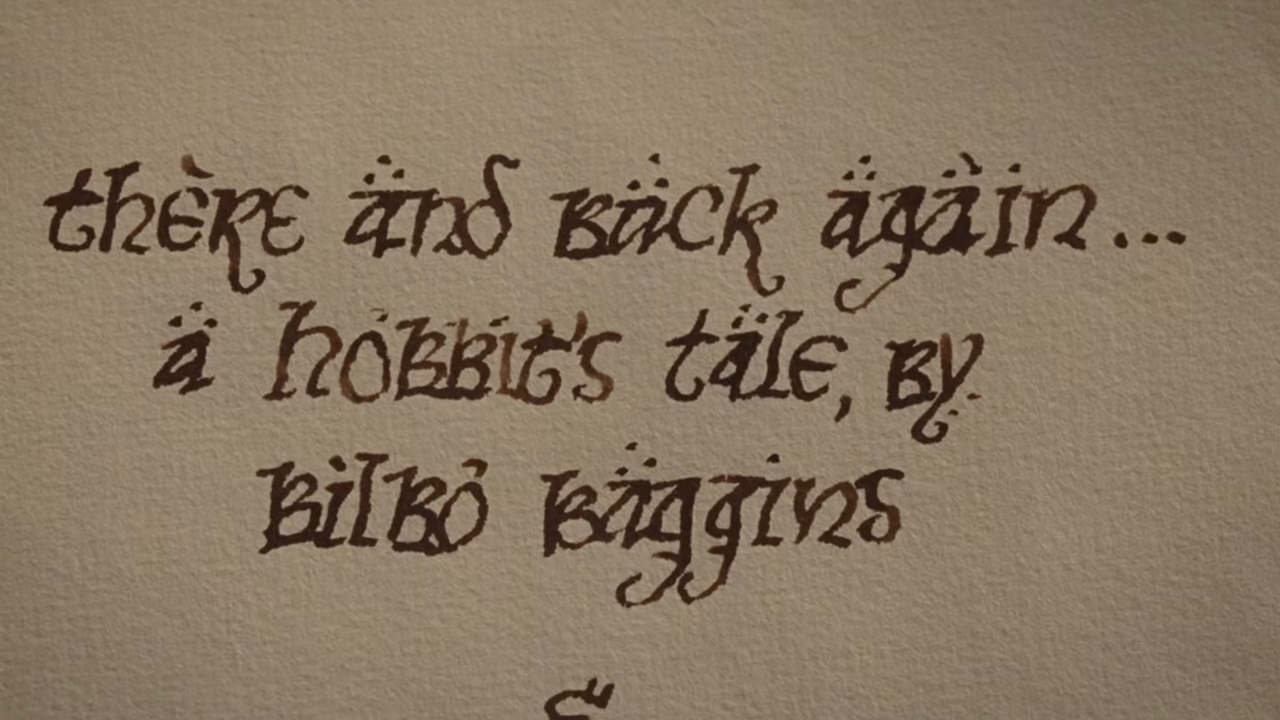 there and back again...
a hobbit's tale, by
Bilbo Baggins